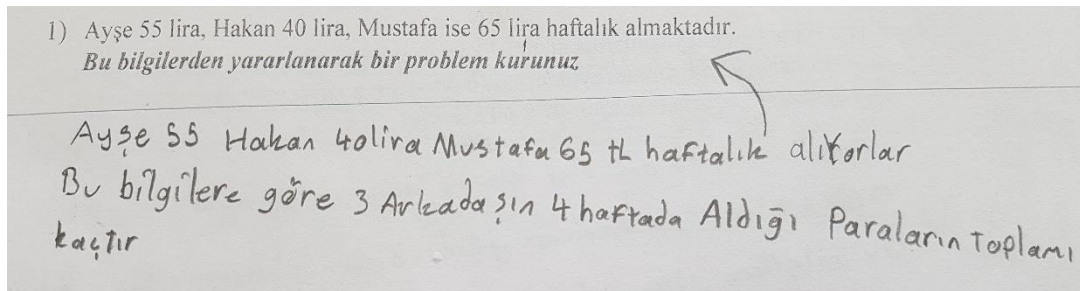 1) Ayşe 55 lira, Hakan 40 lira, Mustafa ise 65 lira haftalık almaktadır.
Bu bilgilerden yararlanarak bir problem kurunuz
Ayşe 55 Hakan 40lira Mustafa 65 tL haftalık alıYorlar
Bu bilgilere göre 3 Arkadaşın 4 haftada Aldığı Paraların Toplamı
kaçtır